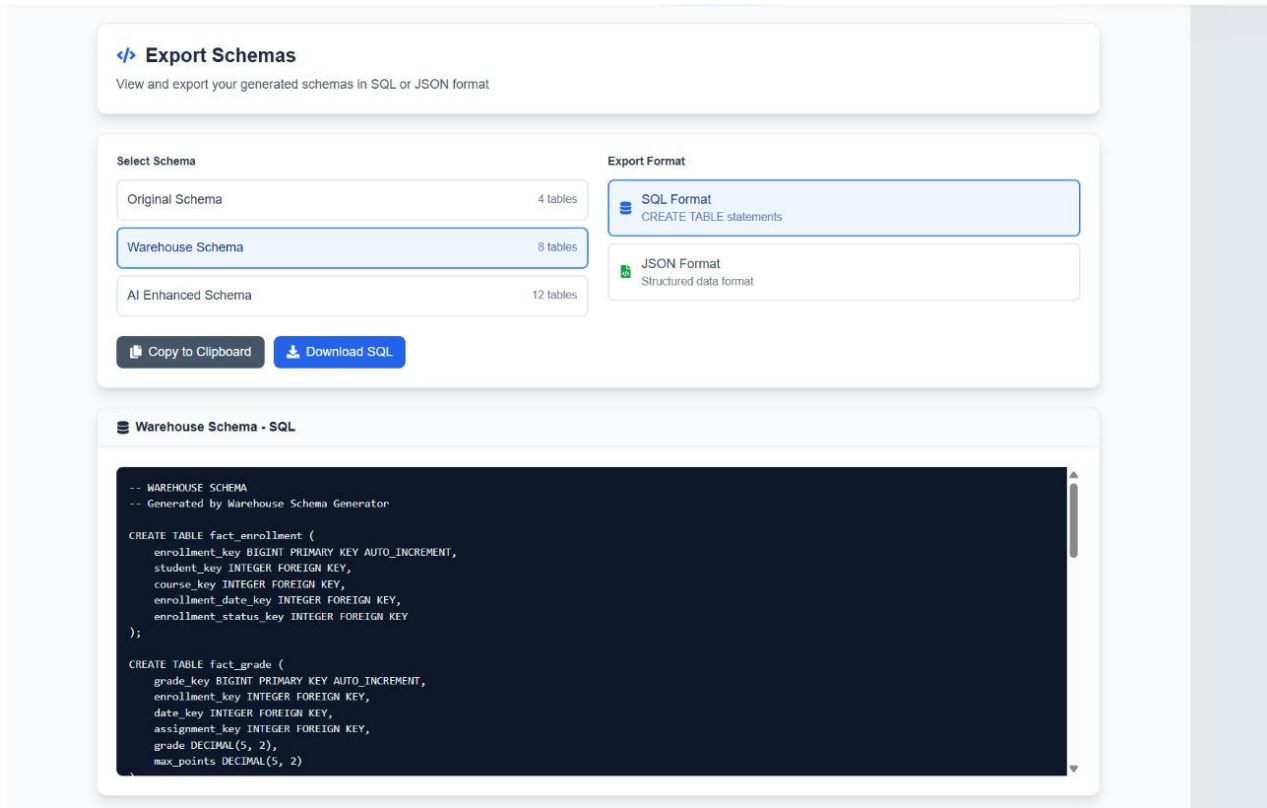 </> Export Schemas
View and export your generated schemas in SQL or JSON format
Select Schema
Original Schema 4 tables
Warehouse Schema 8 tables
AI Enhanced Schema 12 tables
Export Format
SQL Format
CREATE TABLE statements
JSON Format
Structured data format
Copy to Clipboard Download SQL
Warehouse Schema - SQL
-- WAREHOUSE SCHEMA
-- Generated by Warehouse Schema Generator
CREATE TABLE fact_enrollment (
    enrollment_key BIGINT PRIMARY KEY AUTO_INCREMENT,
    student_key INTEGER FOREIGN KEY,
    course_key INTEGER FOREIGN KEY,
    enrollment_date_key INTEGER FOREIGN KEY,
    enrollment_status_key INTEGER FOREIGN KEY
);
CREATE TABLE fact_grade (
    grade_key BIGINT PRIMARY KEY AUTO_INCREMENT,
    enrollment_key INTEGER FOREIGN KEY,
    date_key INTEGER FOREIGN KEY,
    assignment_key INTEGER FOREIGN KEY,
    grade DECIMAL(5, 2),
    max_points DECIMAL(5, 2)